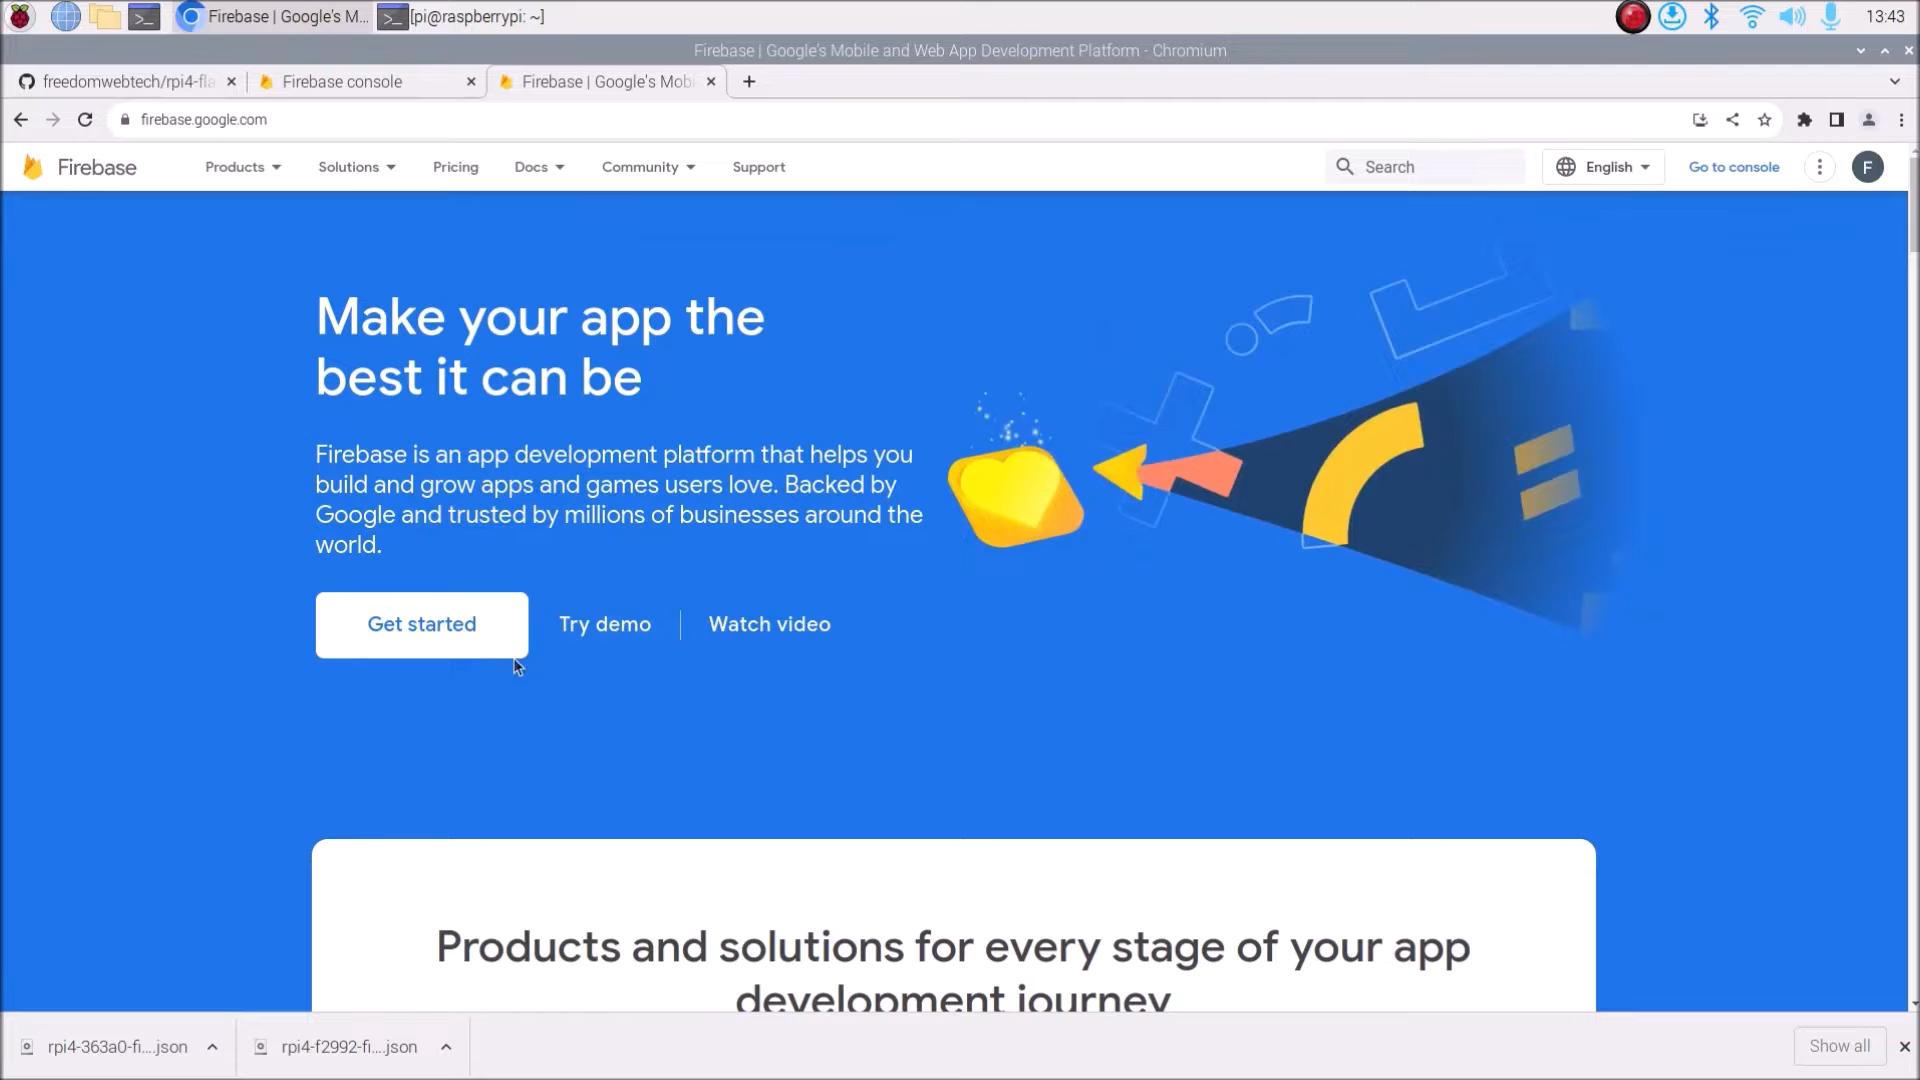 Firebase | Google's M...
[pi@raspberrypi: ~]
13:43
Firebase | Google's Mobile and Web App Development Platform - Chromium
freedomwebtech/rpi4-fla
Firebase console
Firebase | Google's Mobi
firebase.google.com
Firebase
Products
Solutions
Pricing
Docs
Community
Support
Search
English
Go to console
F
Make your app the
best it can be
Firebase is an app development platform that helps you
build and grow apps and games users love. Backed by
Google and trusted by millions of businesses around the
world.
Get started
Try demo
Watch video
Products and solutions for every stage of your app
development journey
rpi4-363a0-fi....json
rpi4-f2992-fi....json
Show all